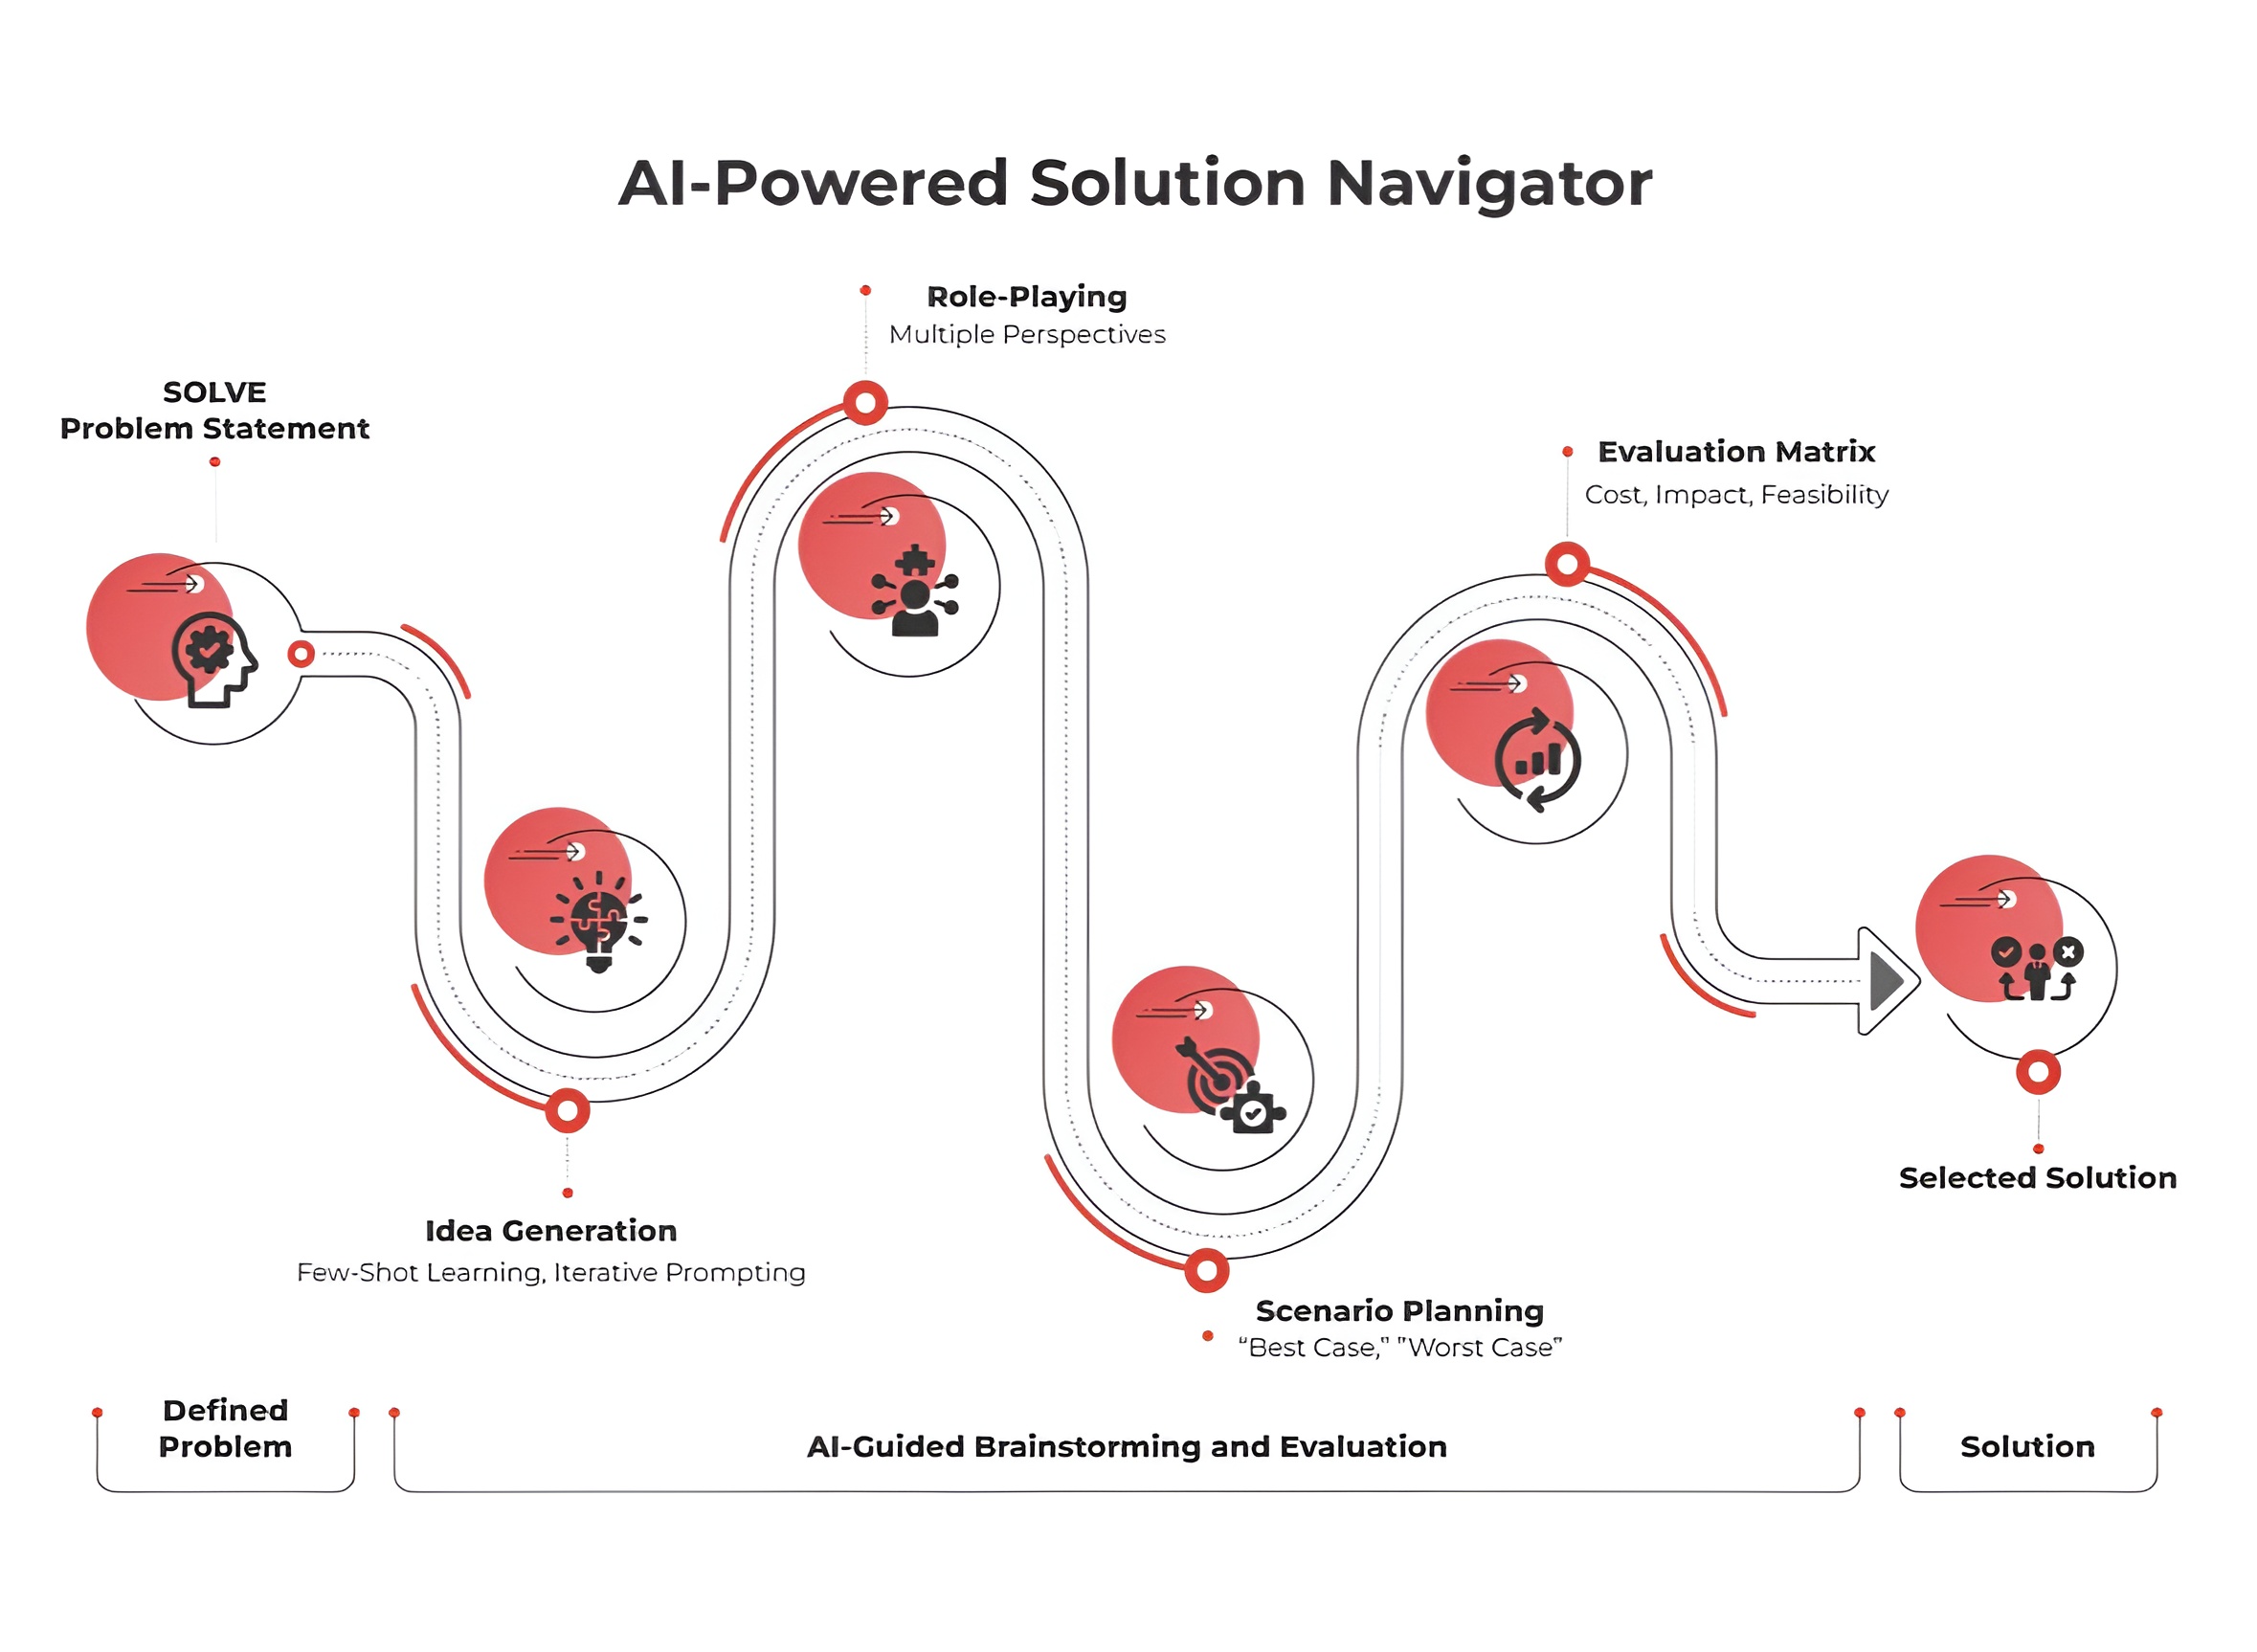 AI-Powered Solution Navigator
Role-Playing
Multiple Perspectives
SOLVE
Problem Statement
Evaluation Matrix
Cost, Impact, Feasibility
Selected Solution
Idea Generation
Few-Shot Learning, Iterative Prompting
Scenario Planning
"Best Case," "Worst Case"
Defined
Problem
AI-Guided Brainstorming and Evaluation
Solution